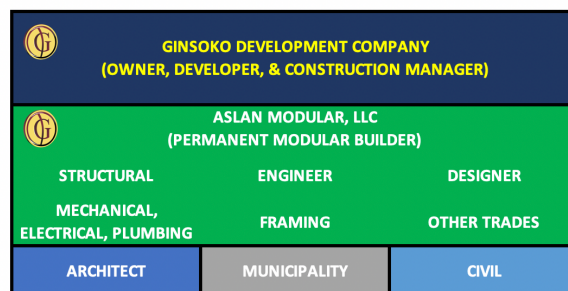 GINSOKO DEVELOPMENT COMPANY
(OWNER, DEVELOPER, & CONSTRUCTION MANAGER)
ASLAN MODULAR, LLC
(PERMANENT MODULAR BUILDER)
STRUCTURAL
ENGINEER
DESIGNER
MECHANICAL,
ELECTRICAL, PLUMBING
FRAMING
OTHER TRADES
ARCHITECT
MUNICIPALITY
CIVIL